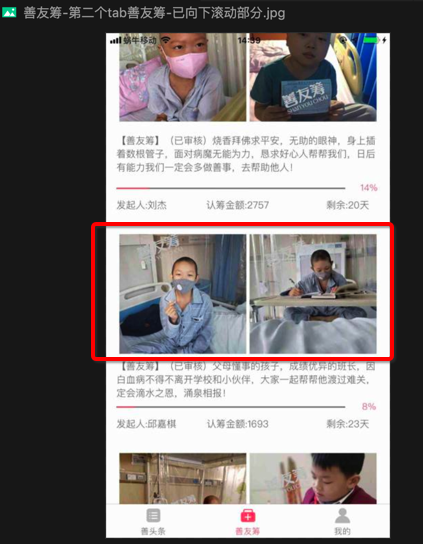 善友筹-第二个tab善友筹-已向下滚动部分.jpg
蜗牛移动 14:39
善友筹
SHANYOU CHOU
【善友筹】（已审核）烧香拜佛求平安，无助的眼神，身上插
着数根管子，面对病魔无能为力，恳求好心人帮帮我们，日后
有能力我们一定会多做善事，去帮助他人！
14%
发起人:刘杰 认筹金额:2757 剩余:20天
【善友筹】（已审核）父母懂事的孩子，成绩优异的班长，因
白血病不得不离开学校和小伙伴，大家一起帮帮他渡过难关，
定会滴水之恩，涌泉相报！
8%
发起人:邱嘉棋 认筹金额:1693 剩余:23天
善头条 善友筹 我的